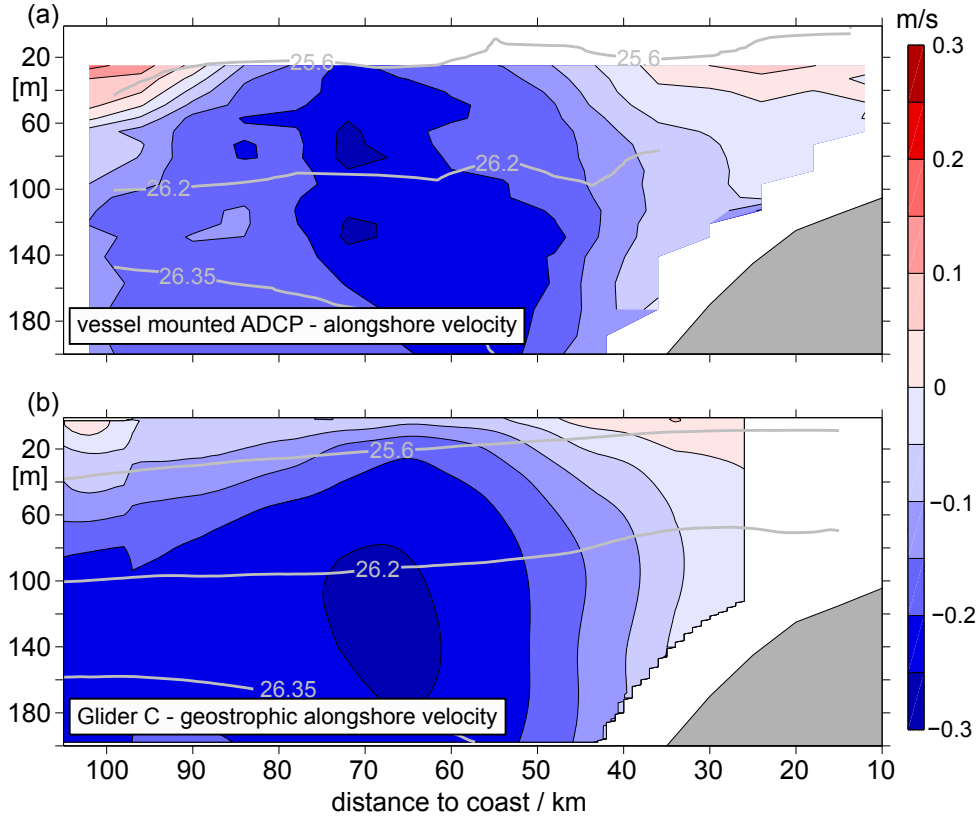 (a)
m/s
20
[m]
60
100
140
180
25.6
26.2
26.2
26.35
vessel mounted ADCP - alongshore velocity
0.3
0.2
0.1
0
−0.1
−0.2
−0.3
(b)
20
[m]
60
100
140
180
25.6
26.2
26.35
Glider C - geostrophic alongshore velocity
100 90 80 70 60 50 40 30 20 10
distance to coast / km